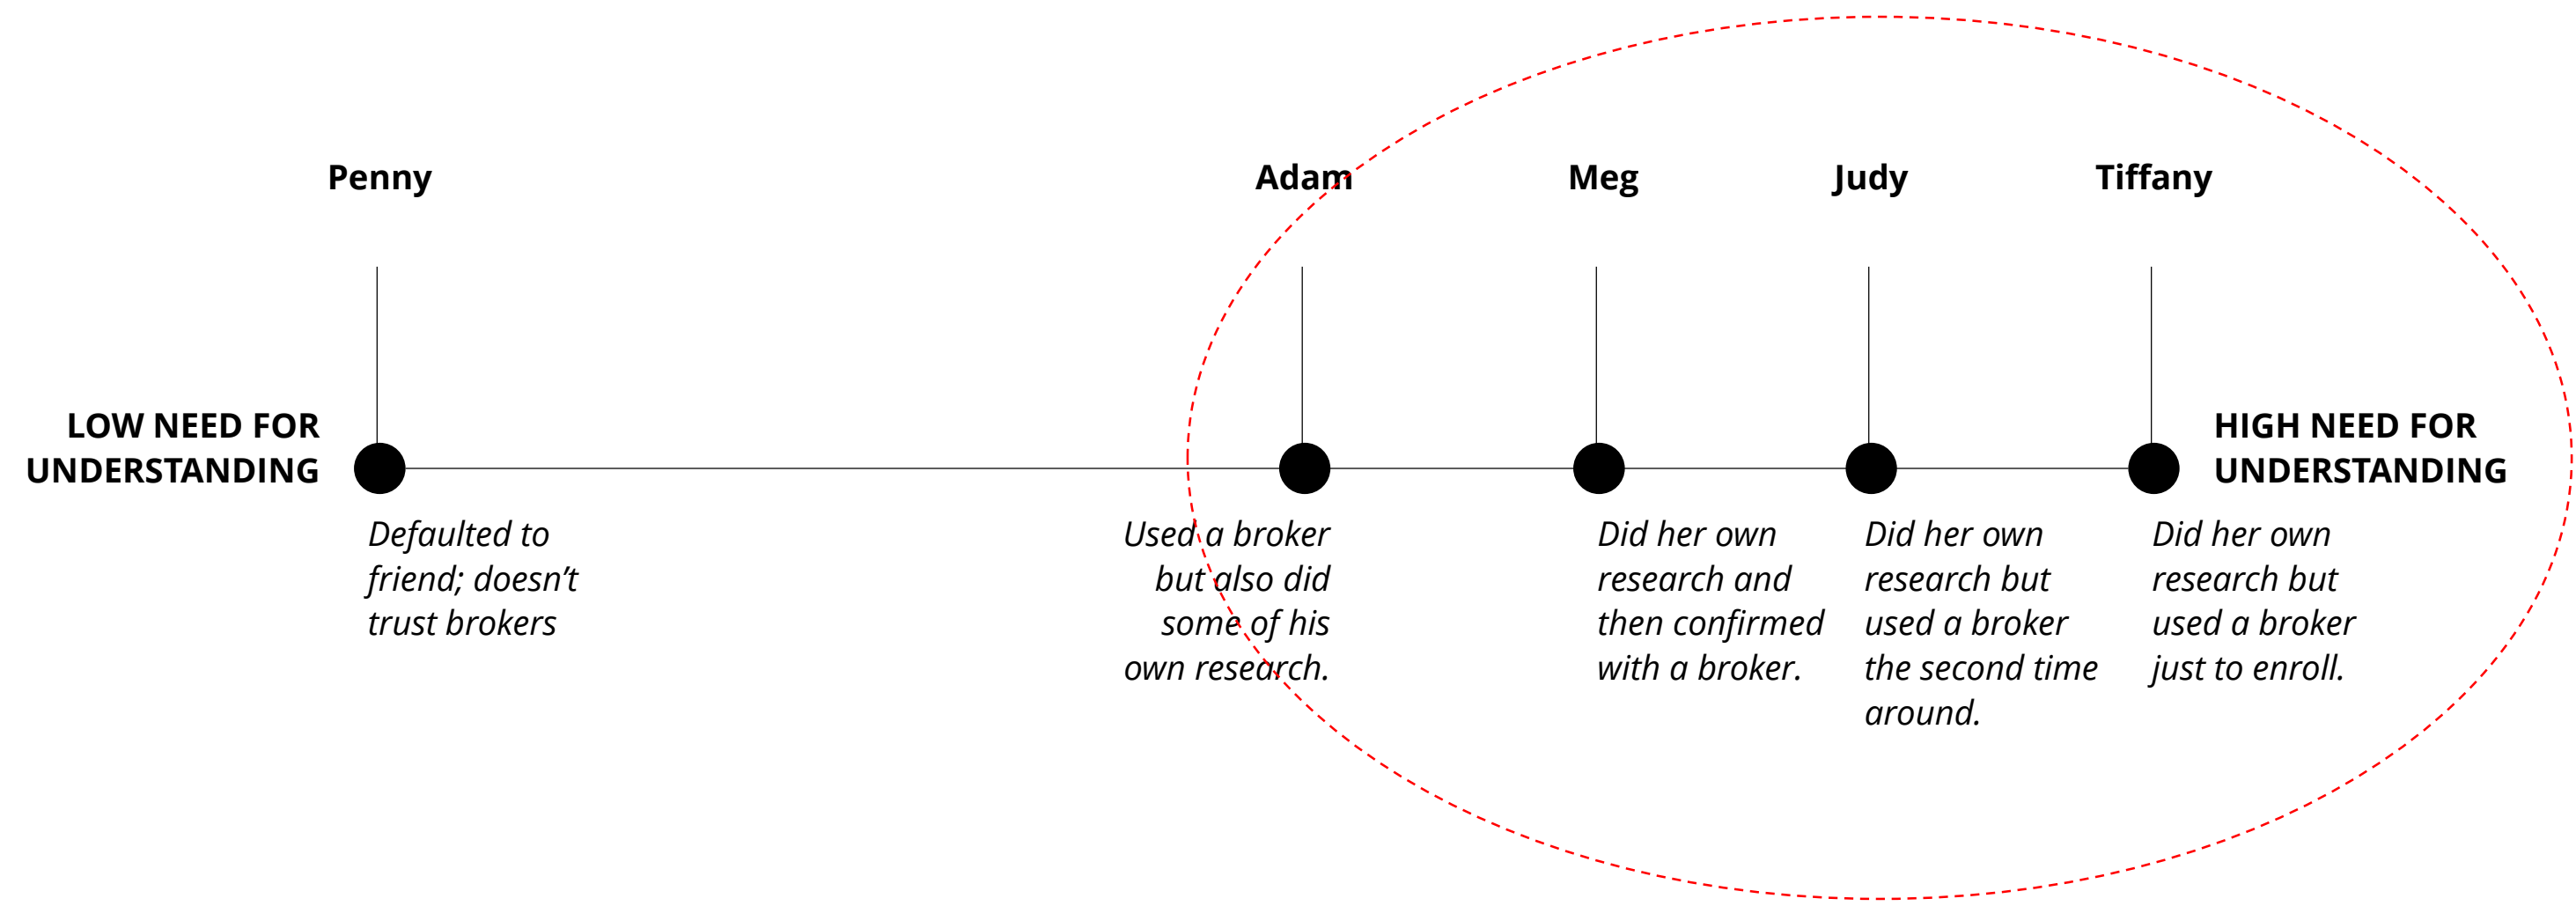 Penny
Adam
Meg
Judy
Tiffany
LOW NEED FOR
UNDERSTANDING
HIGH NEED FOR
UNDERSTANDING
Defaulted to
friend; doesn’t
trust brokers
Used a broker
but also did
some of his
own research.
Did her own
research and
then confirmed
with a broker.
Did her own
research but
used a broker
the second time
around.
Did her own
research but
used a broker
just to enroll.